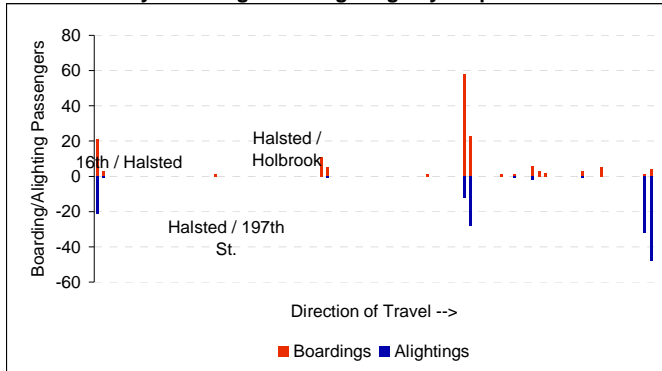 80
60
40
20
0
-20
-40
-60
Boarding/Alighting Passengers
16th / Halsted
Halsted /
Holbrook
Halsted / 197th
St.
Direction of Travel -->
Boardings
Alightings